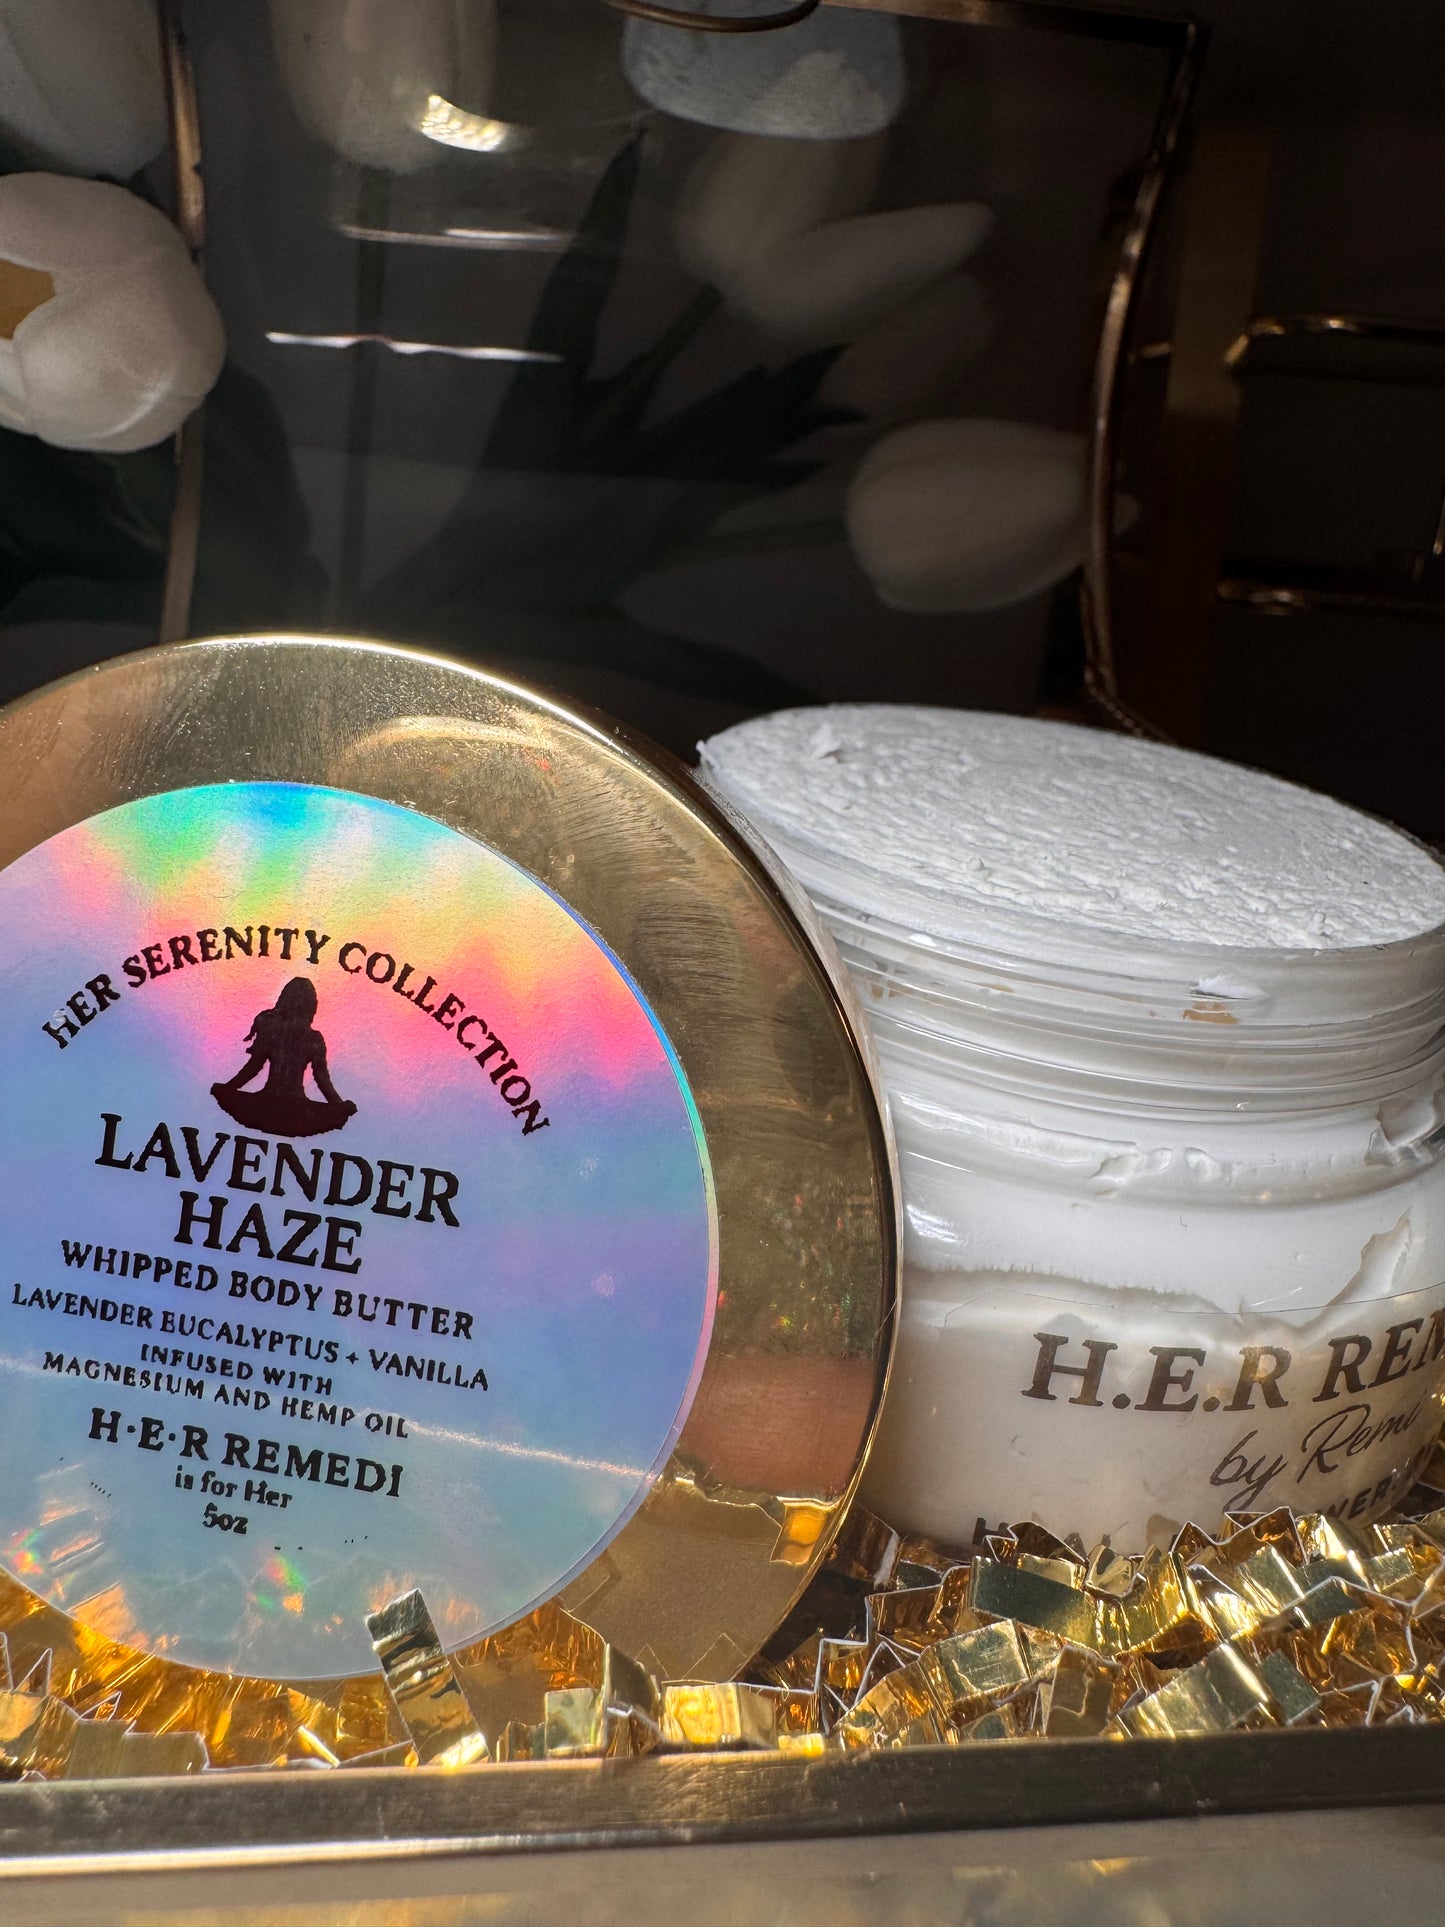 HER SERENITY COLLECTION
LAVENDER
HAZE
WHIPPED BODY BUTTER
LAVENDER EUCALYPTUS + VANILLA
INFUSED WITH
MAGNESIUM AND HEMP OIL
H·E·R REMEDI
is for Her
5oz
H.E.R
by Remi